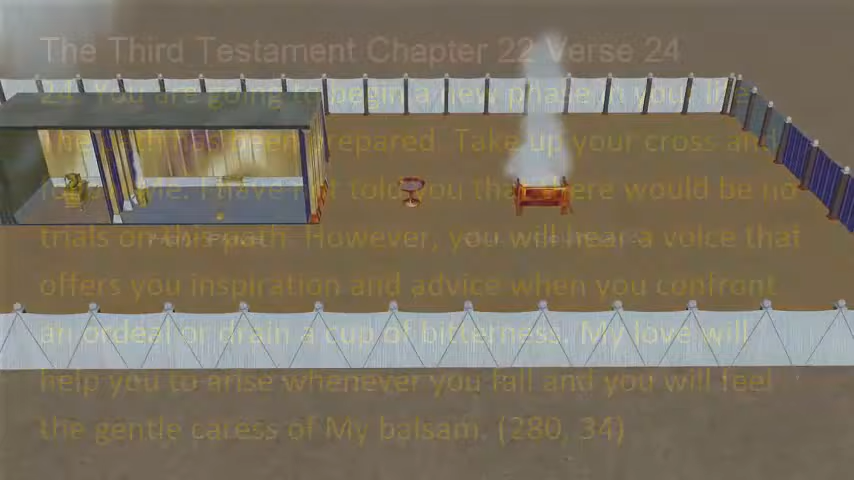 The Third Testament Chapter 22 Verse 24
24. You are going to begin a new phase in your life.
The path has been prepared. Take up your cross and
follow me. I have not told you that there would be no
trials on this path. However, you will hear a voice that
offers you inspiration and advice when you confront
an ordeal or drain a cup of bitterness. My love will
help you to arise whenever you fall and you will feel
the gentle caress of My balsam. (280, 34)